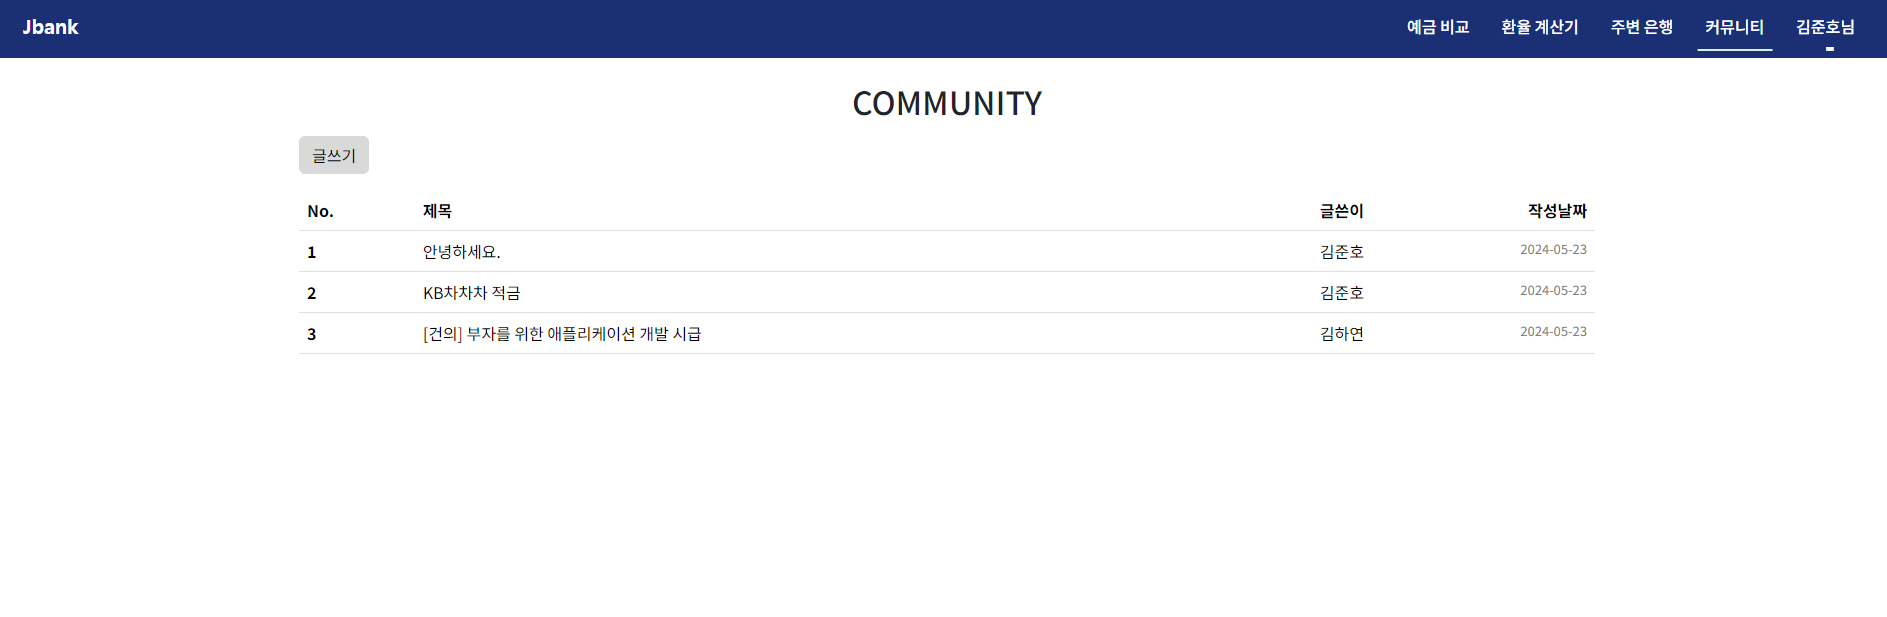 Jbank 예금 비교 환율 계산기 주변 은행 커뮤니티 김준호님
COMMUNITY
글쓰기
No. 제목 글쓴이 작성날짜
1 안녕하세요. 김준호 2024-05-23
2 KB차차차 적금 김준호 2024-05-23
3 [건의] 부자를 위한 애플리케이션 개발 시급 김하연 2024-05-23